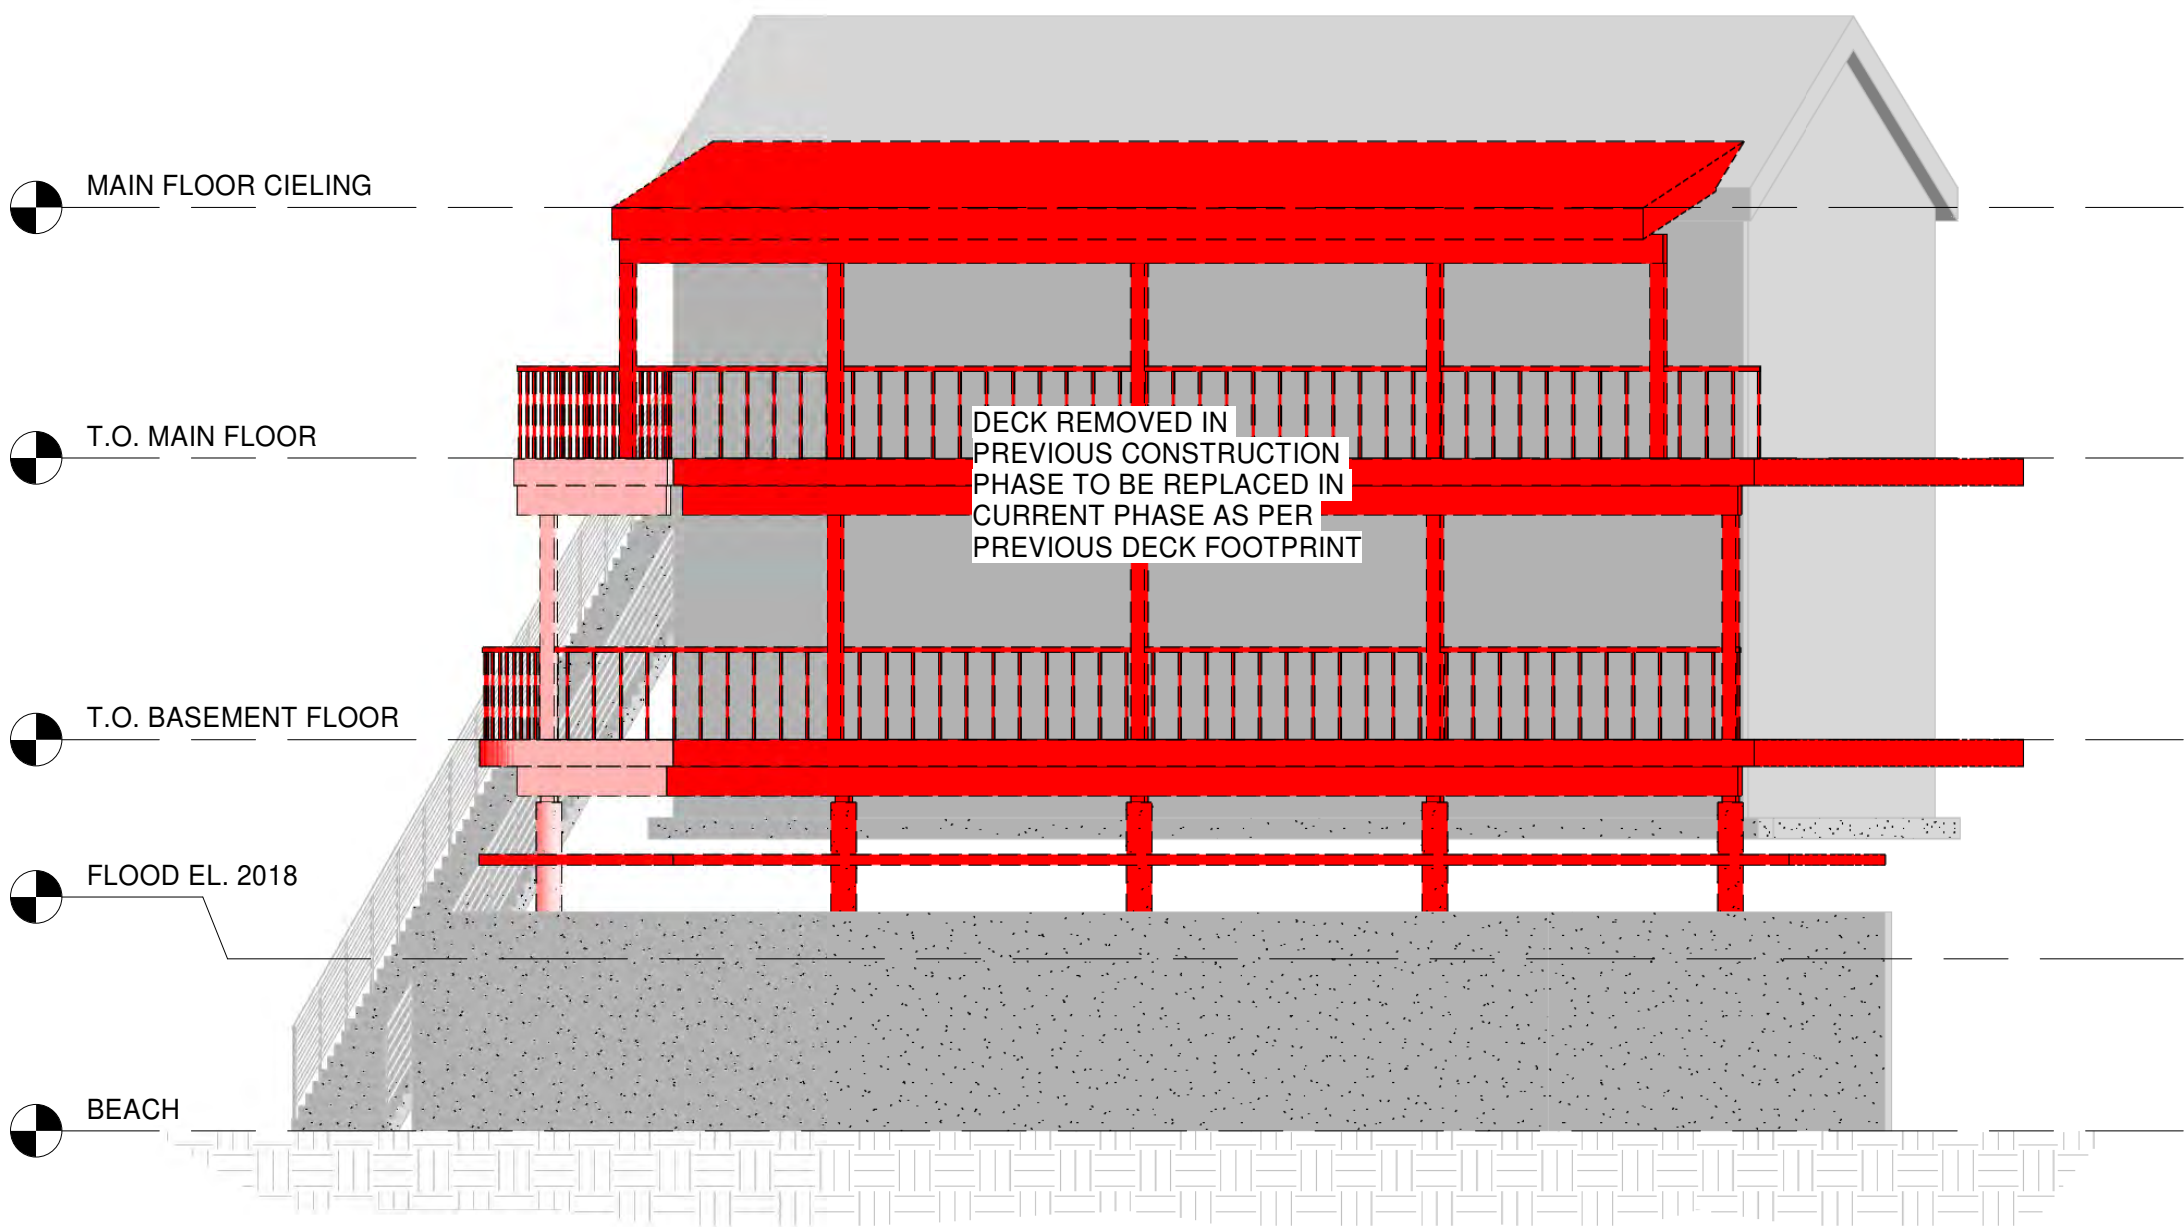 MAIN FLOOR CIELING
T.O. MAIN FLOOR
DECK REMOVED IN
PREVIOUS CONSTRUCTION
PHASE TO BE REPLACED IN
CURRENT PHASE AS PER
PREVIOUS DECK FOOTPRINT
T.O. BASEMENT FLOOR
FLOOD EL. 2018
BEACH